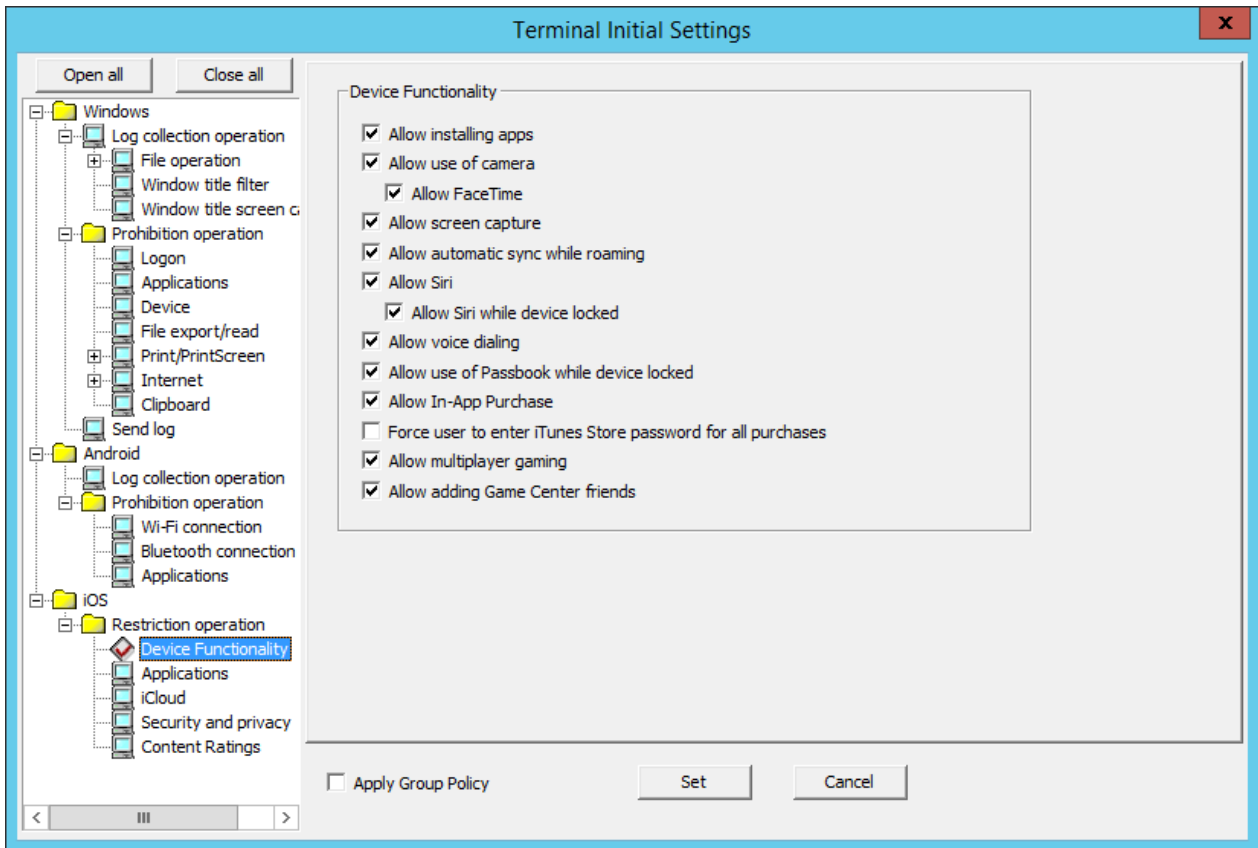 Terminal Initial Settings
x
Open all
Close all
Windows
Log collection operation
File operation
Window title filter
Window title screen
Prohibition operation
Logon
Applications
Device
File export/read
Print/PrintScreen
Internet
Clipboard
Send log
Android
Log collection operation
Prohibition operation
Wi-Fi connection
Bluetooth connection
Applications
iOS
Restriction operation
Device Functionality
Applications
iCloud
Security and privacy
Content Ratings
Device Functionality
Allow installing apps
Allow use of camera
Allow FaceTime
Allow screen capture
Allow automatic sync while roaming
Allow Siri
Allow Siri while device locked
Allow voice dialing
Allow use of Passbook while device locked
Allow In-App Purchase
Force user to enter iTunes Store password for all purchases
Allow multiplayer gaming
Allow adding Game Center friends
Apply Group Policy
Set
Cancel